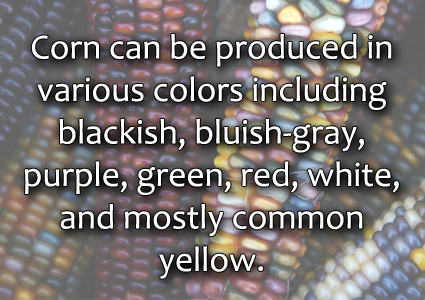 Corn can be produced in
various colors including
blackish, bluish-gray,
purple, green, red, white,
and mostly common
yellow.